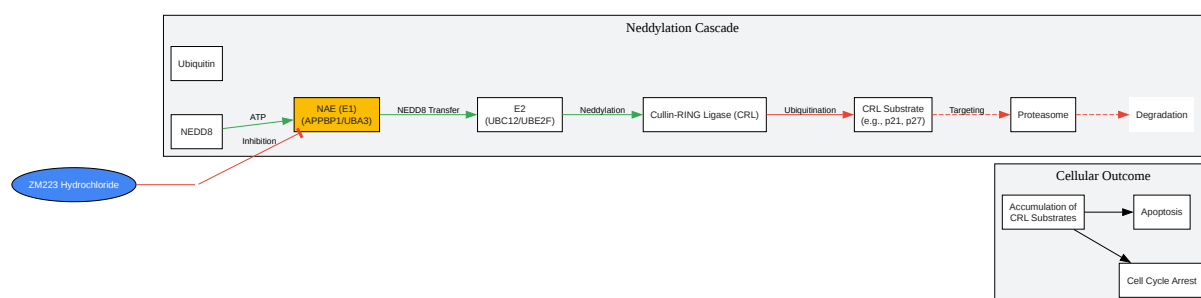 Neddylation Cascade
Ubiquitin
NEDD8
ATP
NAE (E1)
(APPBP1/UBA3)
NEDD8 Transfer
E2
(UBC12/UBE2F)
Neddylation
Cullin-RING Ligase (CRL)
Ubiquitination
CRL Substrate
(e.g., p21, p27)
Targeting
Proteasome
Degradation
Inhibition
ZM223 Hydrochloride
Cellular Outcome
Accumulation of
CRL Substrates
Apoptosis
Cell Cycle Arrest